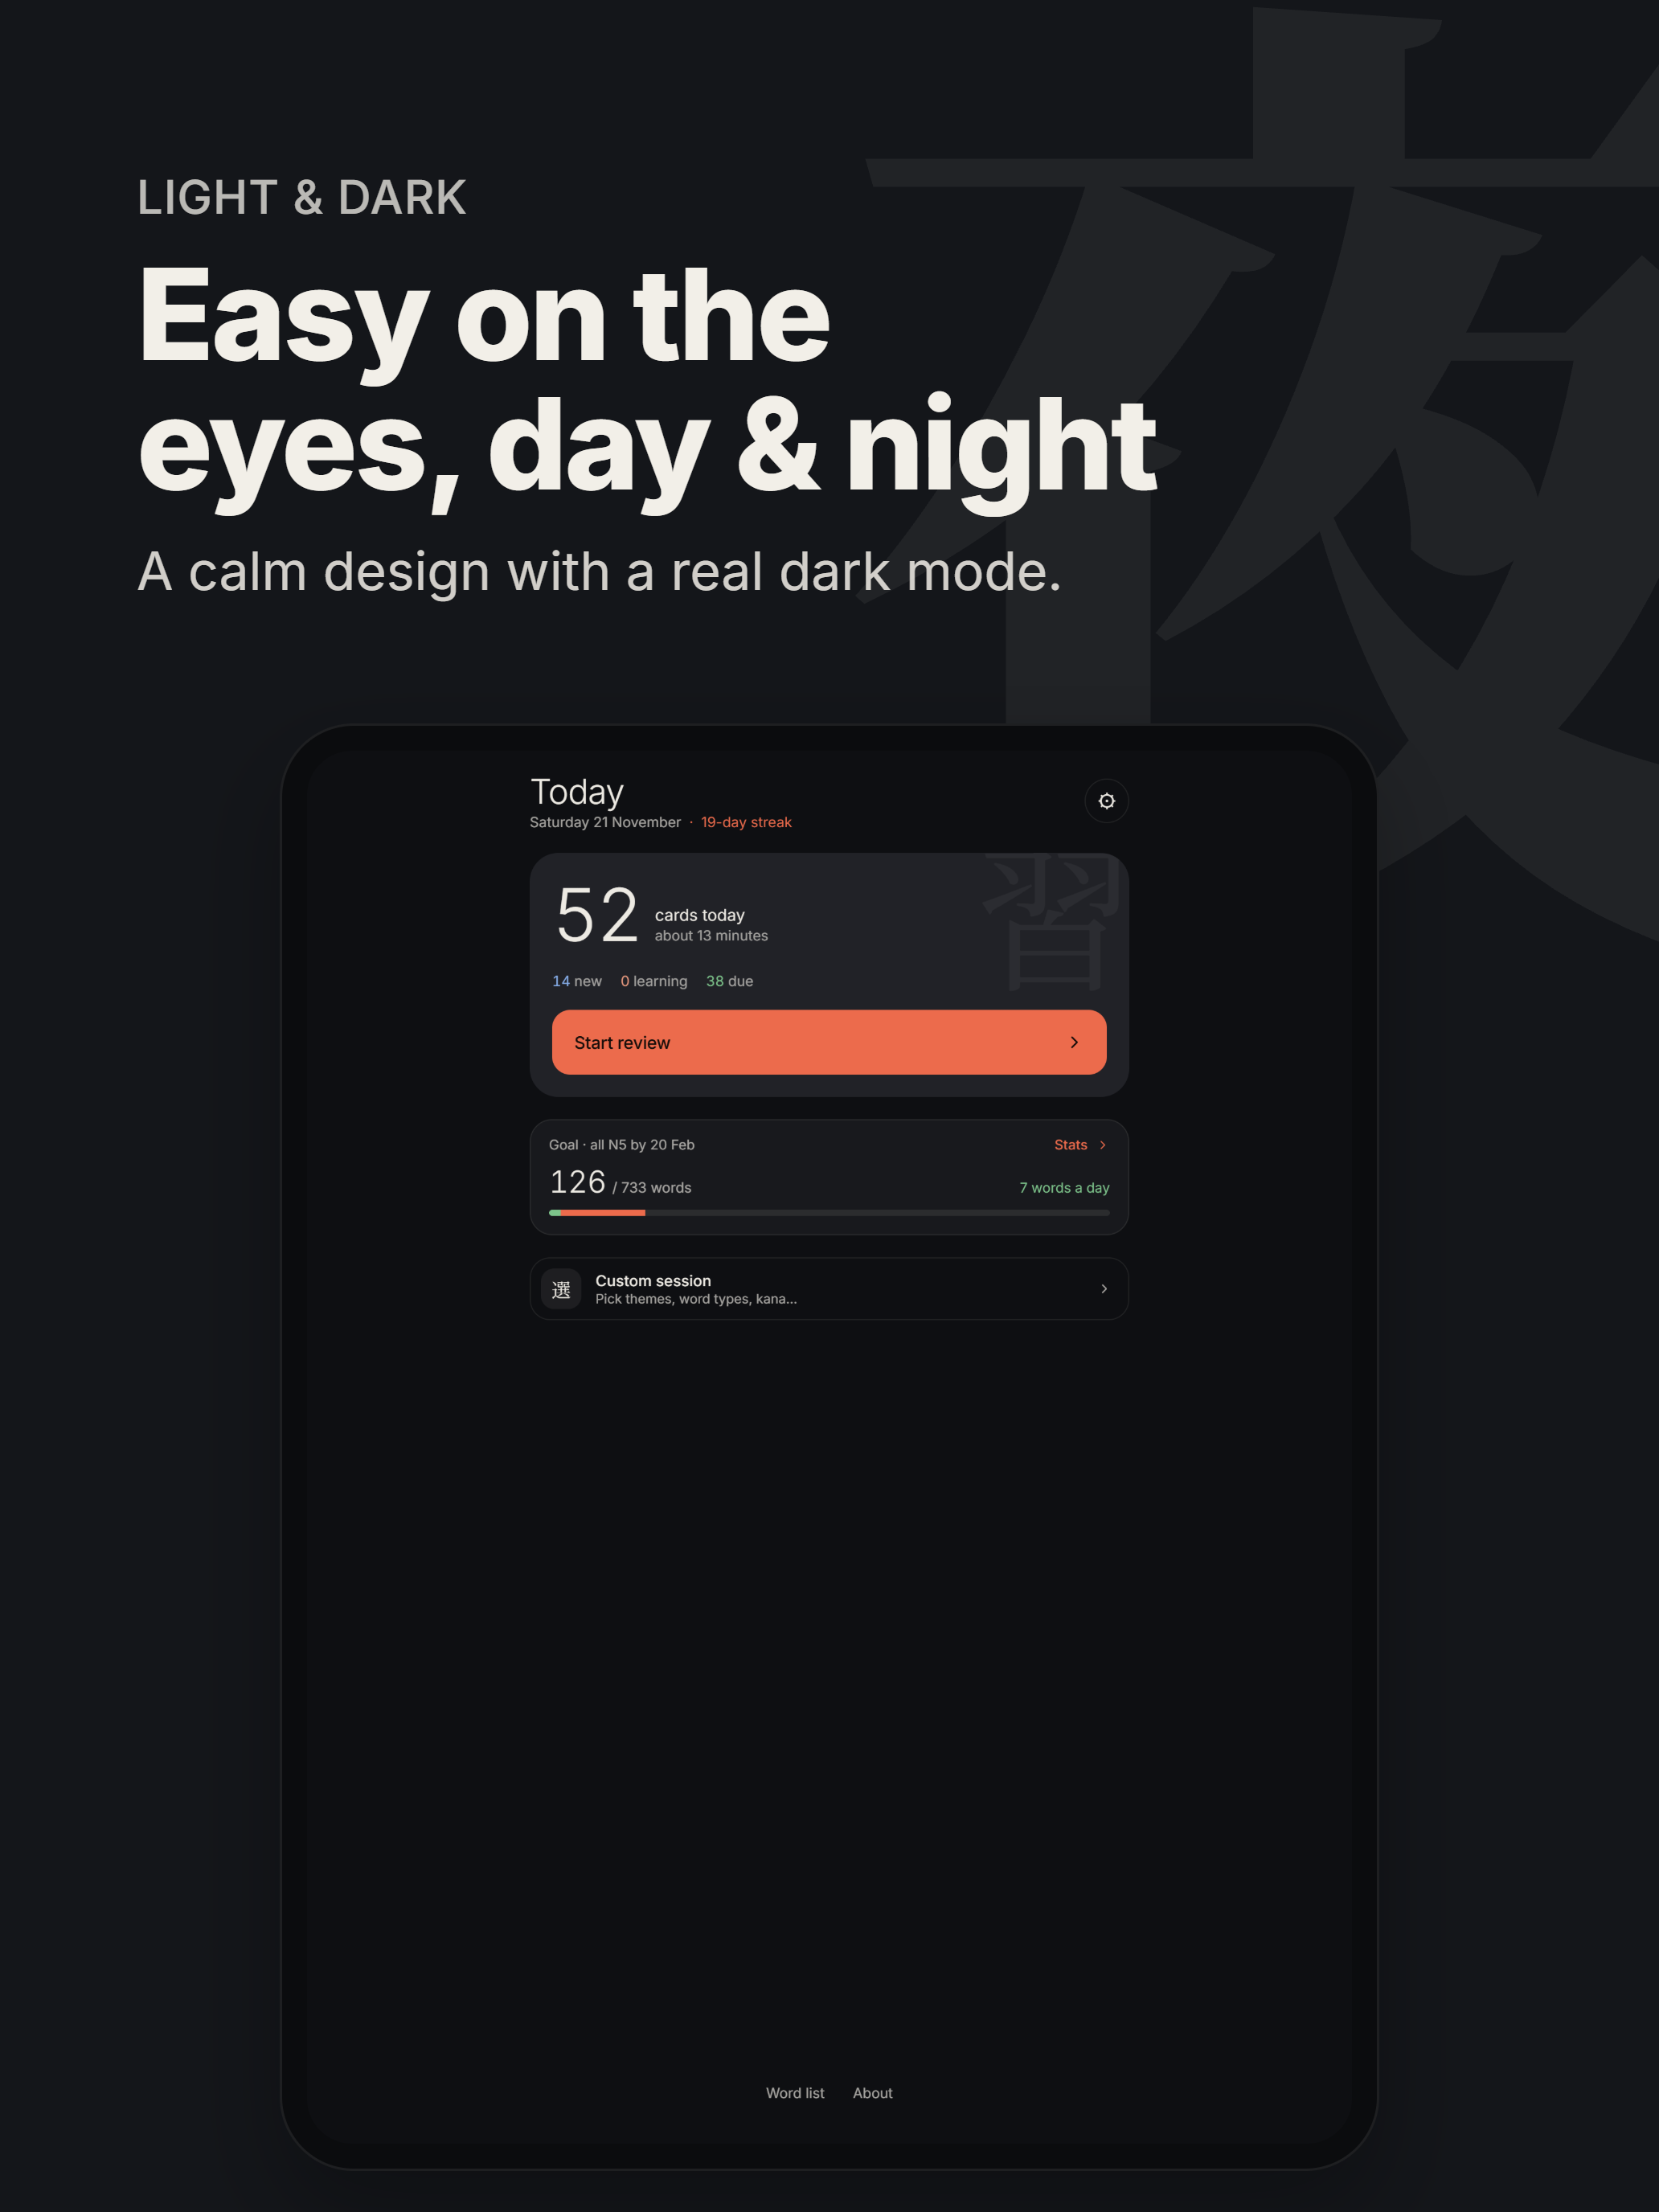 夜
LIGHT & DARK
Easy on the
eyes, day & night
A calm design with a real dark mode.
Today
Saturday 21 November · 19-day streak
習
52 cards today
about 13 minutes
14 new 0 learning 38 due
Start review
Goal · all N5 by 20 Feb Stats
126 / 733 words 7 words a day
選
Custom session
Pick themes, word types, kana...
Word list About